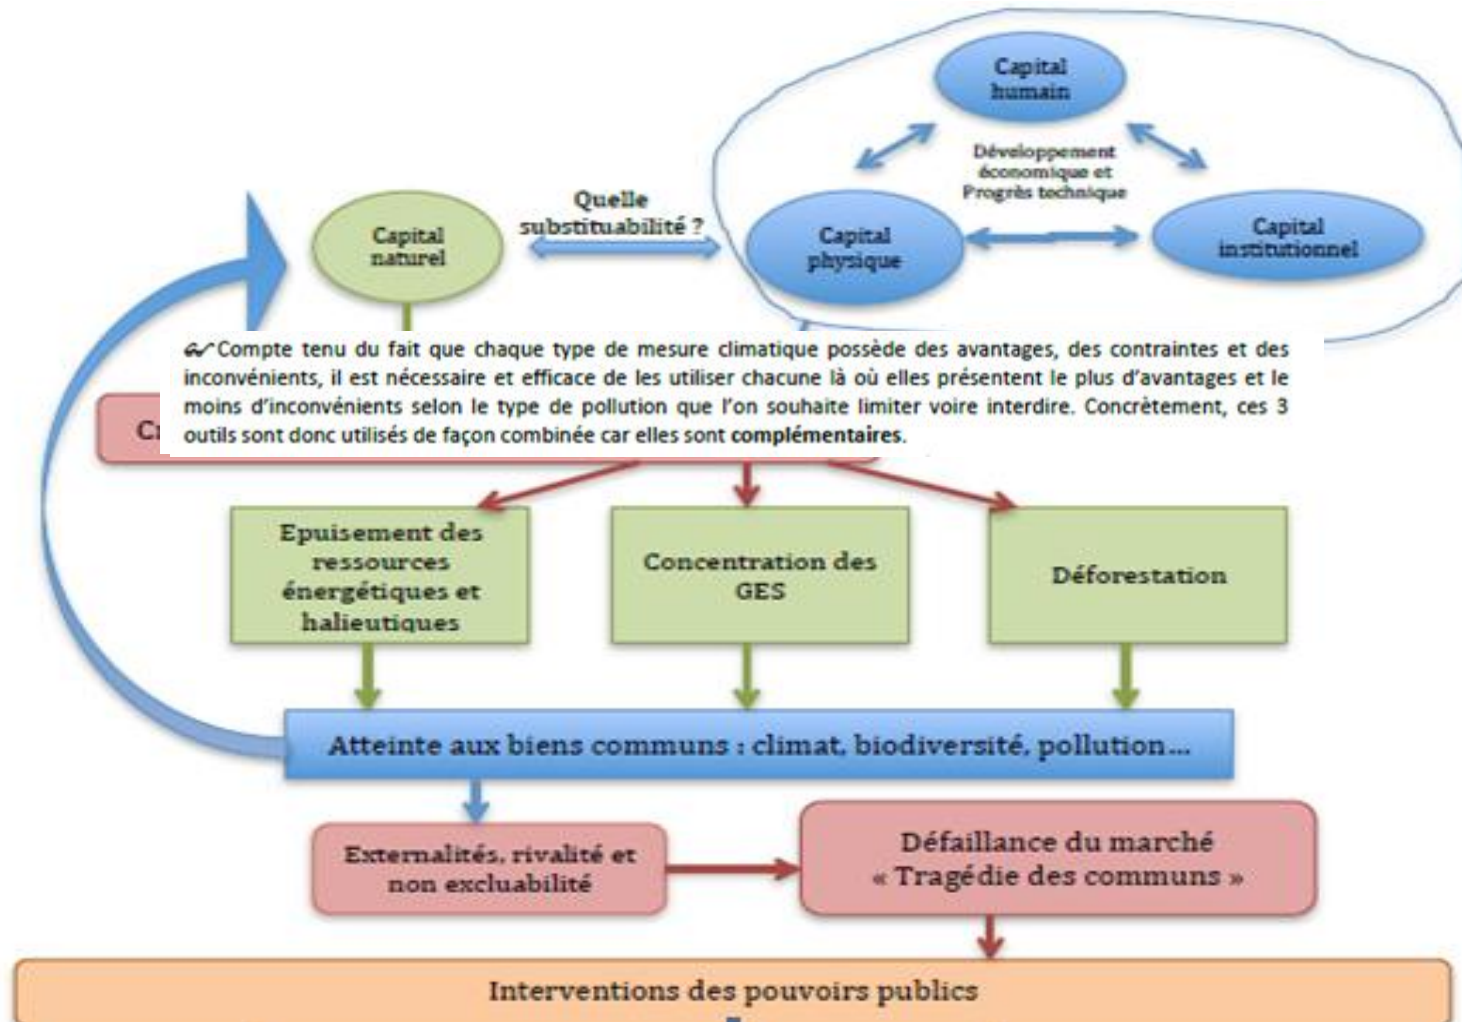 Capital
humain
Développement
économique et
Progrès technique
Quelle
substituabilité ?
Capital
naturel
Capital
physique
Capital
institutionnel
Compte tenu du fait que chaque type de mesure climatique possède des avantages, des contraintes et des
inconvénients, il est nécessaire et efficace de les utiliser chacune là où elles présentent le plus d'avantages et le
moins d'inconvénients selon le type de pollution que l'on souhaite limiter voire interdire. Concrètement, ces 3
outils sont donc utilisés de façon combinée car elles sont complémentaires.
Epuisement des
ressources
énergétiques et
halieutiques
Concentration des
GES
Déforestation
Atteinte aux biens communs : climat, biodiversité, pollution...
Externalités, rivalité et
non excluabilité
Défaillance du marché
« Tragédie des communs »
Interventions des pouvoirs publics